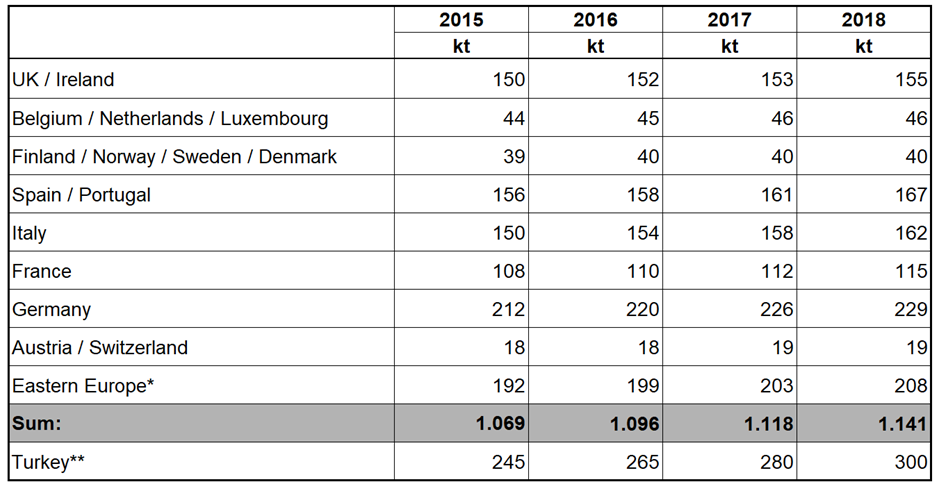 2015 2016 2017 2018
kt kt kt kt
UK / Ireland 150 152 153 155
Belgium / Netherlands / Luxembourg 44 45 46 46
Finland / Norway / Sweden / Denmark 39 40 40 40
Spain / Portugal 156 158 161 167
Italy 150 154 158 162
France 108 110 112 115
Germany 212 220 226 229
Austria / Switzerland 18 18 19 19
Eastern Europe* 192 199 203 208
Sum: 1.069 1.096 1.118 1.141
Turkey** 245 265 280 300